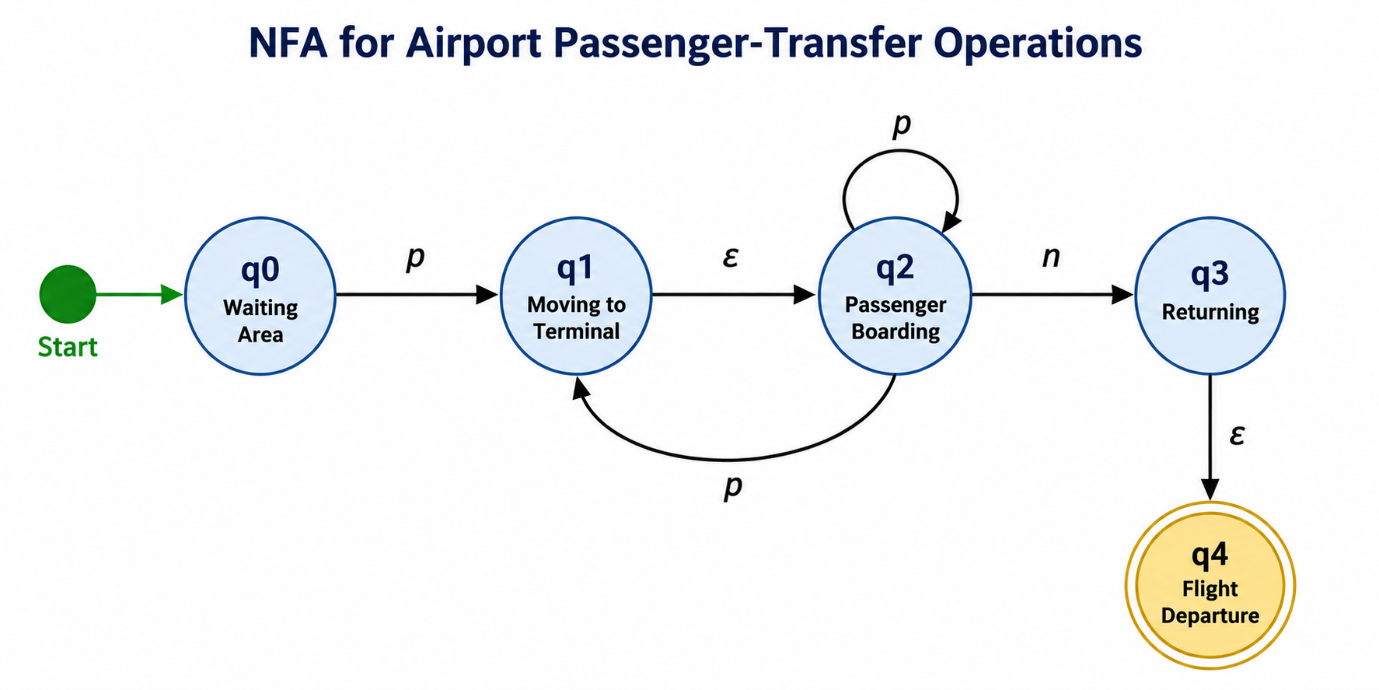 NFA for Airport Passenger-Transfer Operations
p
p
ε
n
q0
Waiting
Area
q1
Moving to
Terminal
q2
Passenger
Boarding
q3
Returning
Start
ε
p
q4
Flight
Departure